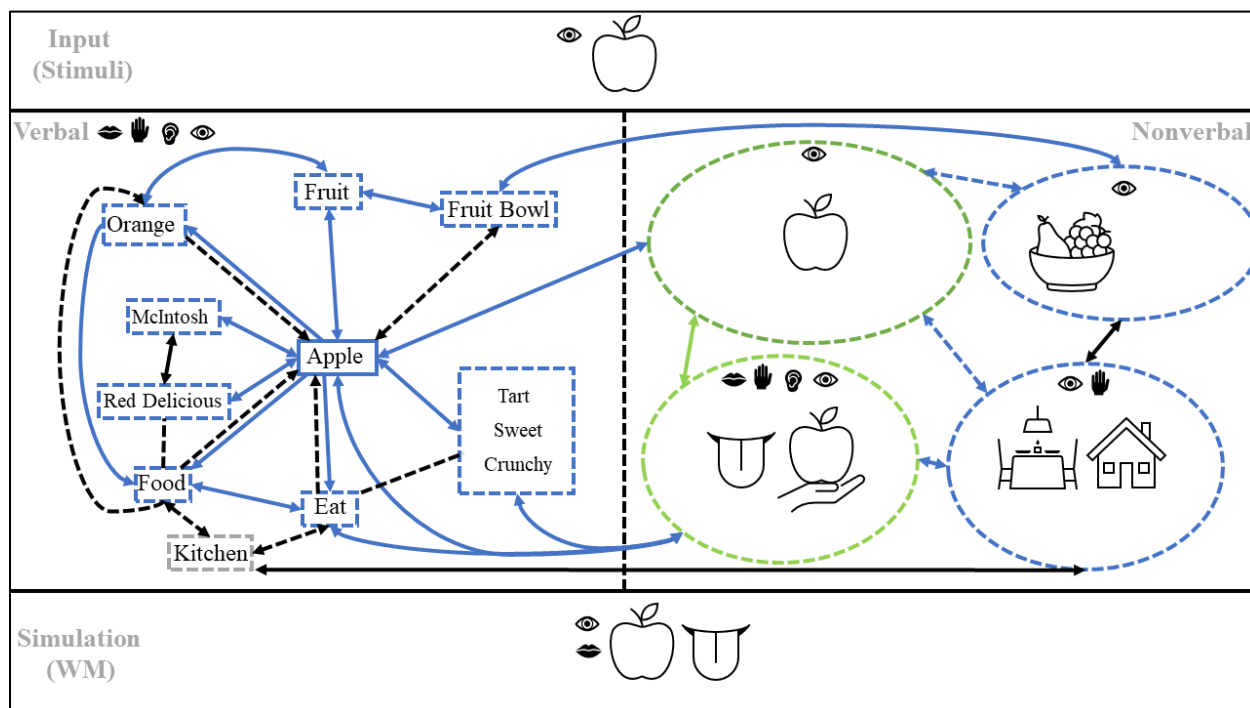 Input
(Stimuli)
Verbal
Nonverbal
Fruit
Fruit Bowl
Orange
McIntosh
Apple
Red Delicious
Tart
Sweet
Crunchy
Food
Eat
Kitchen
Simulation
(WM)